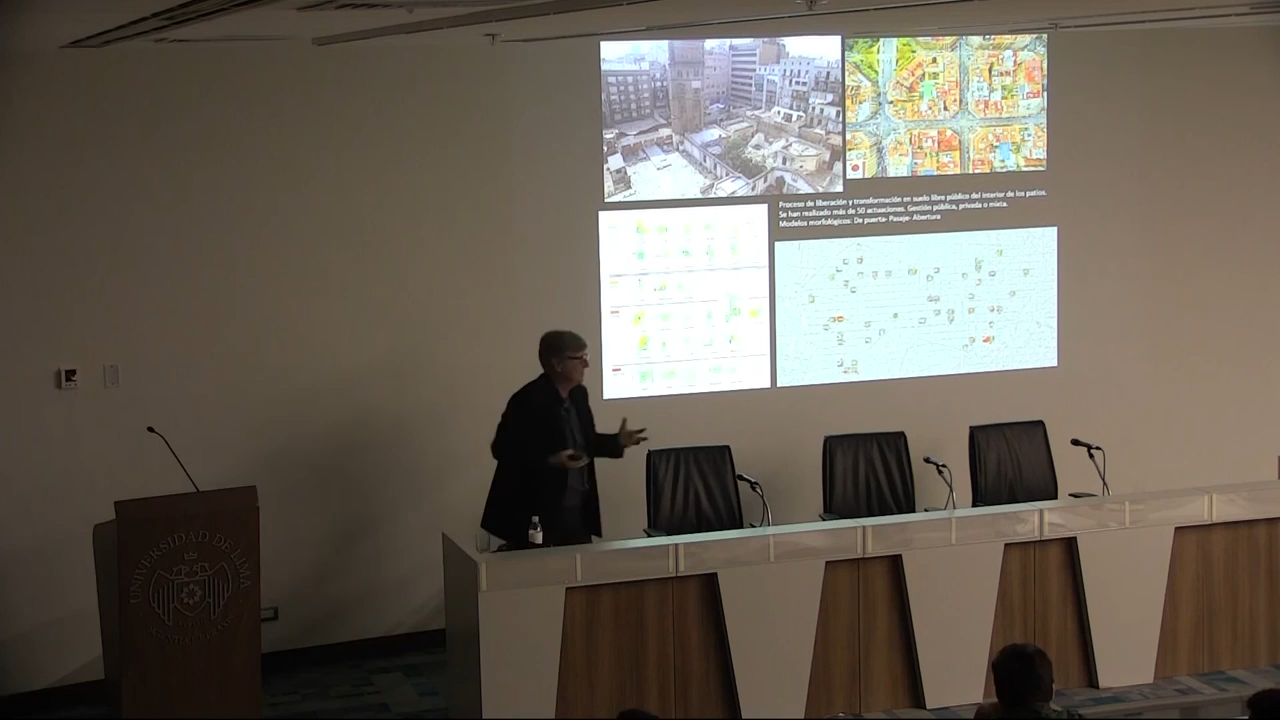 Proceso de liberación y transformación en suelo libre público del interior de los patios.
Se han realizado más de 50 actuaciones. Gestión pública, privada o mixta.
Modelos morfológicos: De puerta- Pasaje- Abertura
UNIVERSIDAD DE LIMA